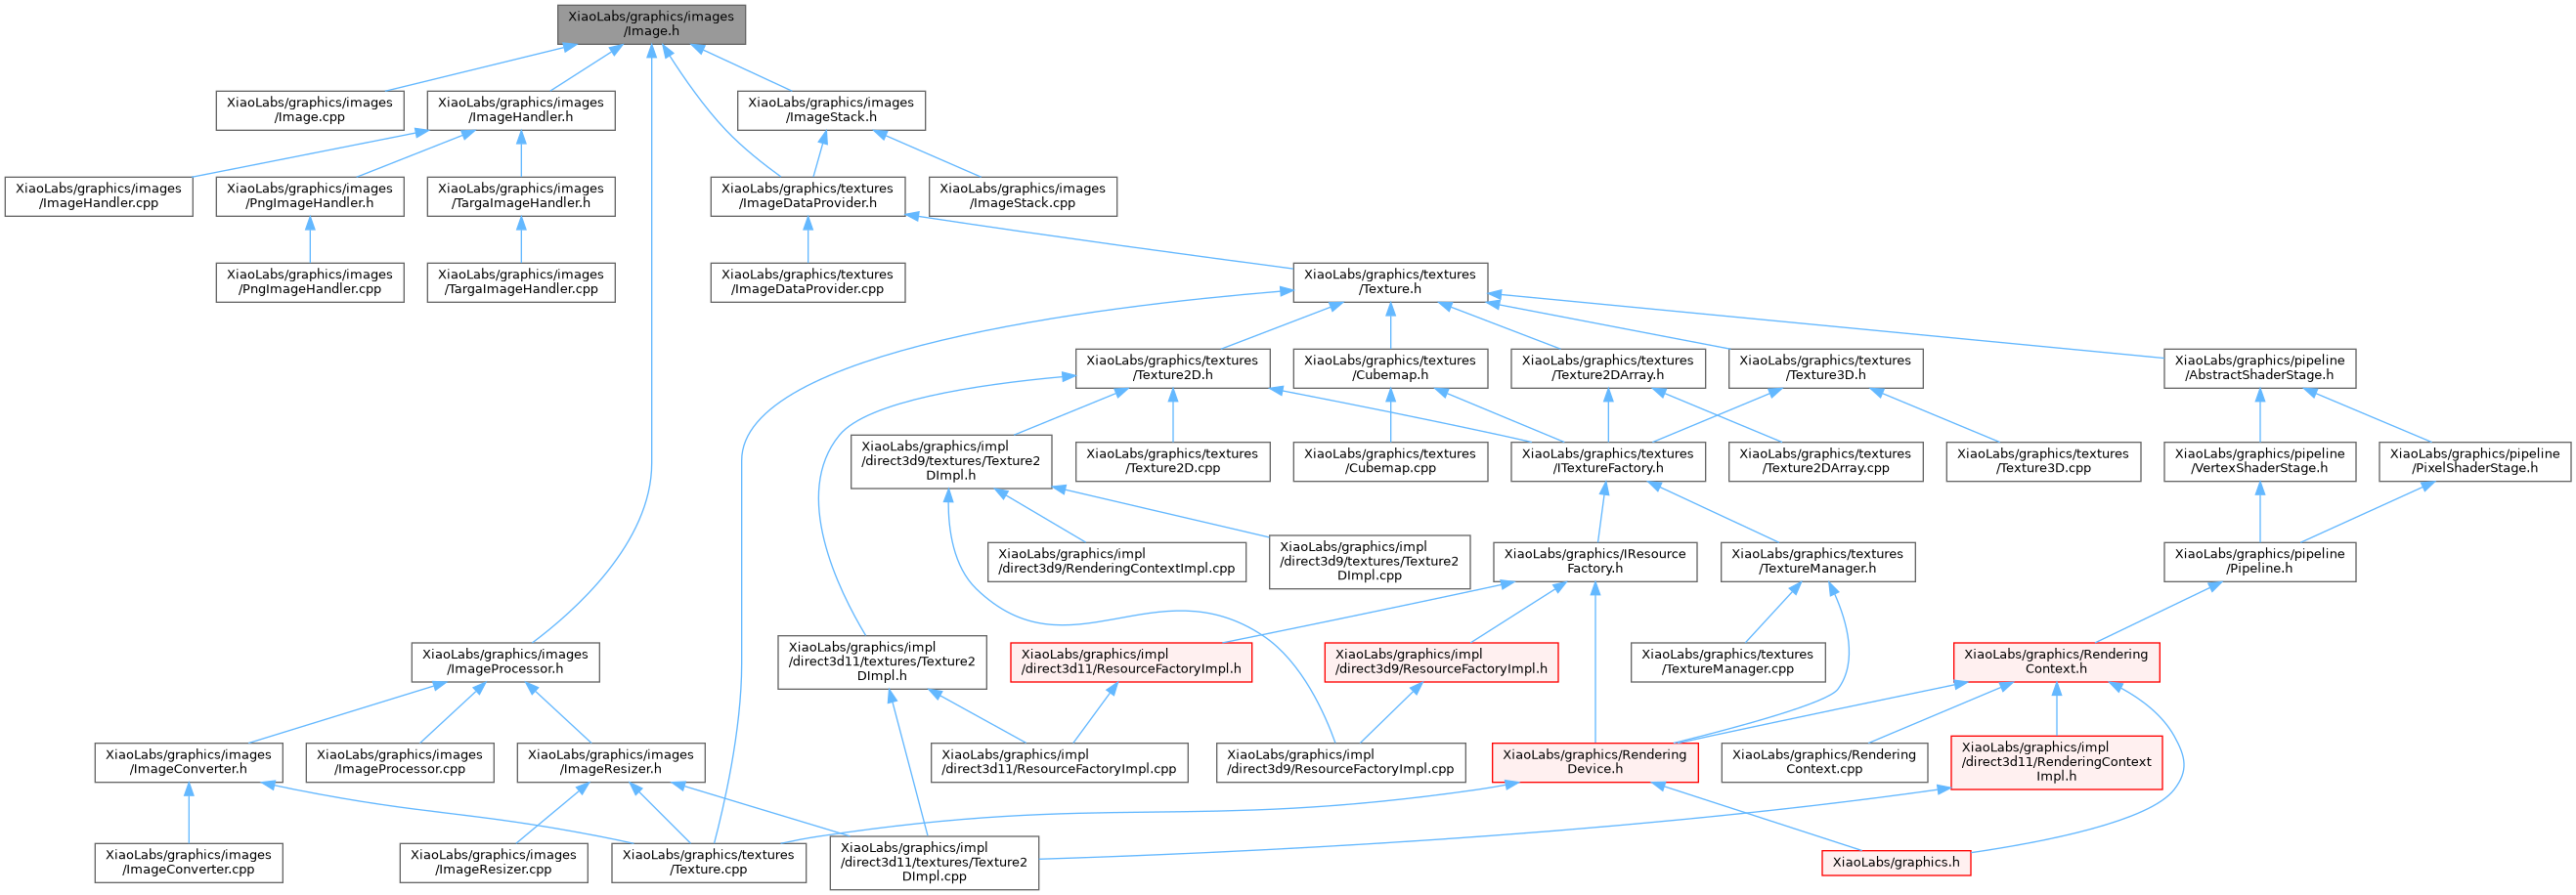 XiaoLabs/graphics/images
/Image.h
XiaoLabs/graphics/images
/Image.cpp
XiaoLabs/graphics/images
/ImageHandler.h
XiaoLabs/graphics/images
/ImageStack.h
XiaoLabs/graphics/images
/ImageHandler.cpp
XiaoLabs/graphics/images
/PngImageHandler.h
XiaoLabs/graphics/images
/TargaImageHandler.h
XiaoLabs/graphics/textures
/ImageDataProvider.h
XiaoLabs/graphics/images
/ImageStack.cpp
XiaoLabs/graphics/images
/PngImageHandler.cpp
XiaoLabs/graphics/images
/TargaImageHandler.cpp
XiaoLabs/graphics/textures
/ImageDataProvider.cpp
XiaoLabs/graphics/textures
/Texture.h
XiaoLabs/graphics/textures
/Texture2D.h
XiaoLabs/graphics/textures
/Cubemap.h
XiaoLabs/graphics/textures
/Texture2DArray.h
XiaoLabs/graphics/textures
/Texture3D.h
XiaoLabs/graphics/pipeline
/AbstractShaderStage.h
XiaoLabs/graphics/impl
/direct3d9/textures/Texture2
DImpl.h
XiaoLabs/graphics/textures
/Texture2D.cpp
XiaoLabs/graphics/textures
/Cubemap.cpp
XiaoLabs/graphics/textures
/ITextureFactory.h
XiaoLabs/graphics/textures
/Texture2DArray.cpp
XiaoLabs/graphics/textures
/Texture3D.cpp
XiaoLabs/graphics/pipeline
/VertexShaderStage.h
XiaoLabs/graphics/pipeline
/PixelShaderStage.h
XiaoLabs/graphics/impl
/direct3d9/RenderingContextImpl.cpp
XiaoLabs/graphics/impl
/direct3d9/textures/Texture2
DImpl.cpp
XiaoLabs/graphics/IResource
Factory.h
XiaoLabs/graphics/textures
/TextureManager.h
XiaoLabs/graphics/pipeline
/Pipeline.h
XiaoLabs/graphics/images
/ImageProcessor.h
XiaoLabs/graphics/impl
/direct3d11/textures/Texture2
DImpl.h
XiaoLabs/graphics/impl
/direct3d11/ResourceFactoryImpl.h
XiaoLabs/graphics/impl
/direct3d9/ResourceFactoryImpl.h
XiaoLabs/graphics/textures
/TextureManager.cpp
XiaoLabs/graphics/Rendering
Context.h
XiaoLabs/graphics/images
/ImageConverter.h
XiaoLabs/graphics/images
/ImageProcessor.cpp
XiaoLabs/graphics/images
/ImageResizer.h
XiaoLabs/graphics/impl
/direct3d11/ResourceFactoryImpl.cpp
XiaoLabs/graphics/impl
/direct3d9/ResourceFactoryImpl.cpp
XiaoLabs/graphics/Rendering
Device.h
XiaoLabs/graphics/Rendering
Context.cpp
XiaoLabs/graphics/impl
/direct3d11/RenderingContext
Impl.h
XiaoLabs/graphics/images
/ImageConverter.cpp
XiaoLabs/graphics/images
/ImageResizer.cpp
XiaoLabs/graphics/textures
/Texture.cpp
XiaoLabs/graphics/impl
/direct3d11/textures/Texture2
DImpl.cpp
XiaoLabs/graphics.h